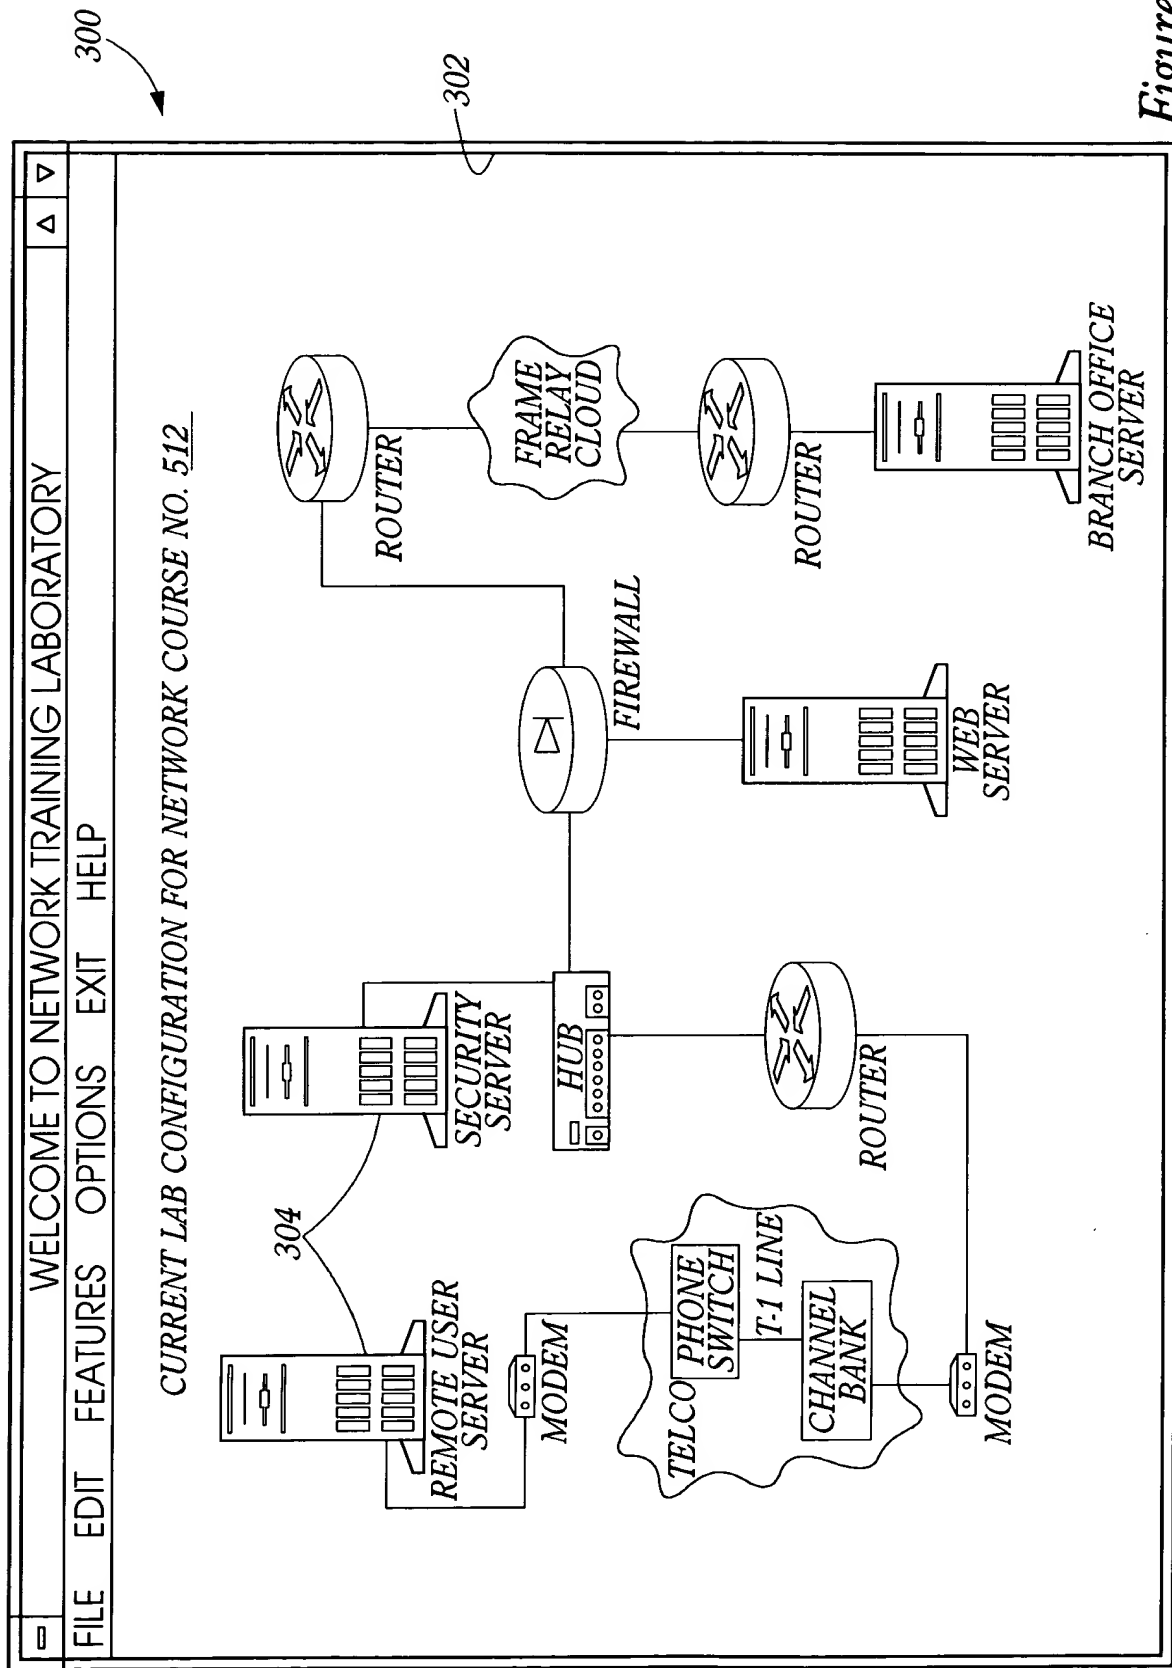 300
WELCOME TO NETWORK TRAINING LABORATORY
FILE EDIT FEATURES OPTIONS EXIT HELP
302
CURRENT LAB CONFIGURATION FOR NETWORK COURSE NO. 512
304
REMOTE USER
SERVER
SECURITY
SERVER
ROUTER
MODEM
HUB
FIREWALL
FRAME
RELAY
CLOUD
TELCO
PHONE
SWITCH
T-1 LINE
CHANNEL
BANK
ROUTER
ROUTER
MODEM
WEB
SERVER
BRANCH OFFICE
SERVER
Figure